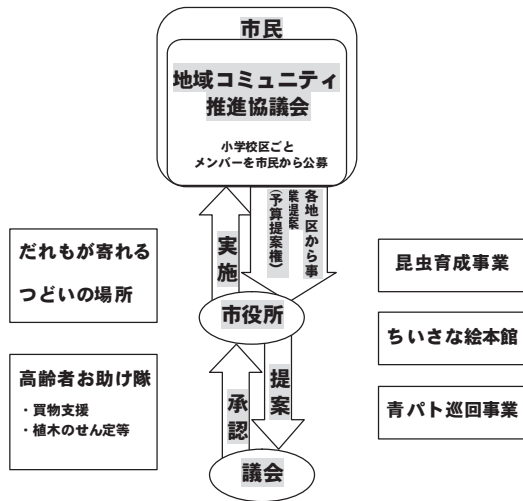 市民
地域コミュニティ
推進協議会
小学校区ごと
メンバーを市民から公募
各地区から事
業提案
（予算提案権）
実施
市役所
提案
承認
議会
だれもが寄れる
つどいの場所
高齢者お助け隊
・買物支援
・植木のせん定等
昆虫育成事業
ちいさな絵本館
青パト巡回事業